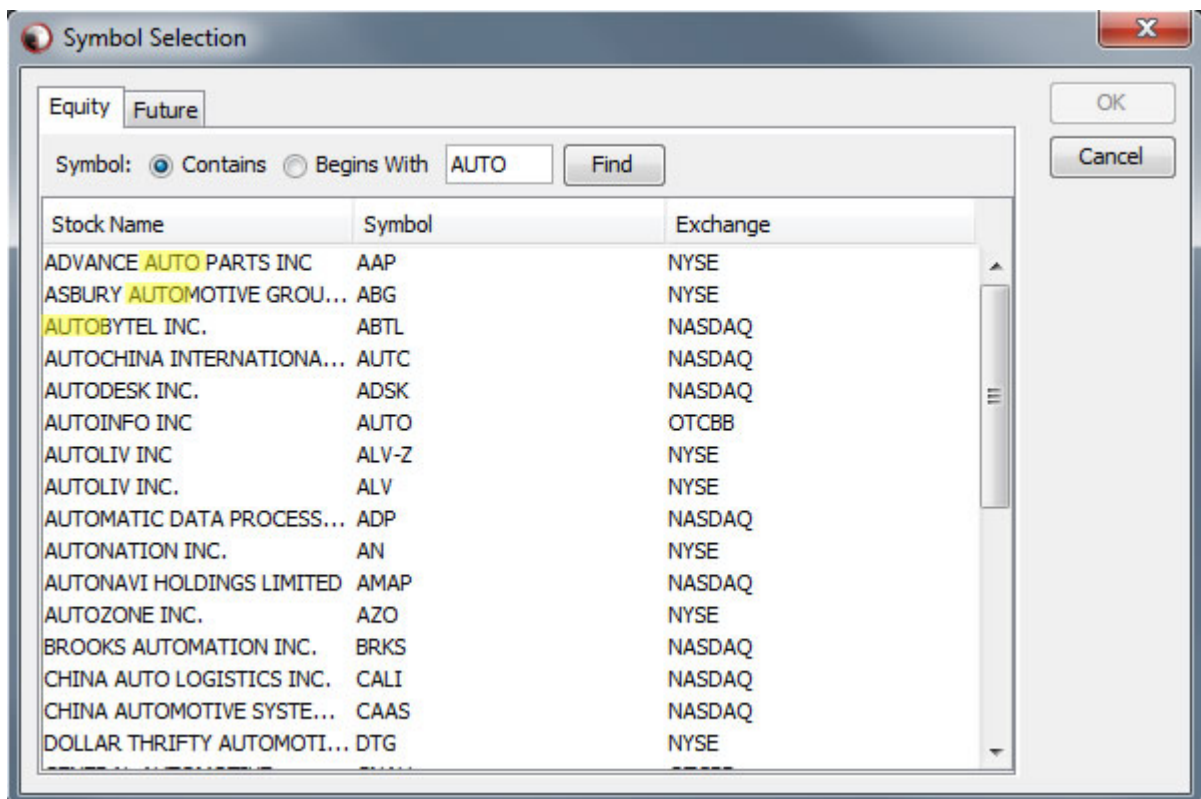 Symbol Selection
Equity Future
OK
Symbol: Contains Begins With AUTO Find
Cancel
Stock Name Symbol Exchange
ADVANCE AUTO PARTS INC AAP NYSE
ASBURY AUTOMOTIVE GROU... ABG NYSE
AUTOBYTEL INC. ABTL NASDAQ
AUTOCHINA INTERNATIONA... AUTC NASDAQ
AUTODESK INC. ADSK NASDAQ
AUTOINFO INC AUTO OTCBB
AUTOLIV INC ALV-Z NYSE
AUTOLIV INC. ALV NYSE
AUTOMATIC DATA PROCESS... ADP NASDAQ
AUTONATION INC. AN NYSE
AUTONAVI HOLDINGS LIMITED AMAP NASDAQ
AUTOZONE INC. AZO NYSE
BROOKS AUTOMATION INC. BRKS NASDAQ
CHINA AUTO LOGISTICS INC. CALI NASDAQ
CHINA AUTOMOTIVE SYSTE... CAAS NASDAQ
DOLLAR THRIFTY AUTOMOTI... DTG NYSE